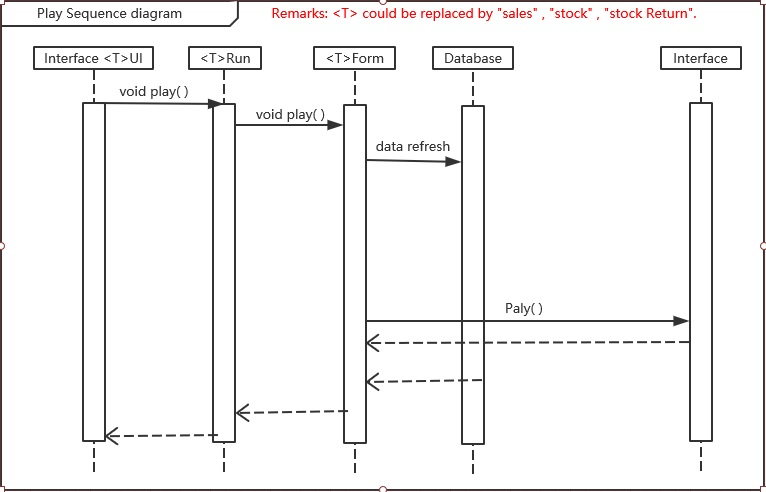 Play Sequence diagram
Remarks: <T> could be replaced by "sales" , "stock" , "stock Return".
Interface <T>UI
<T>Run
<T>Form
Database
Interface
void play( )
void play( )
data refresh
Paly( )